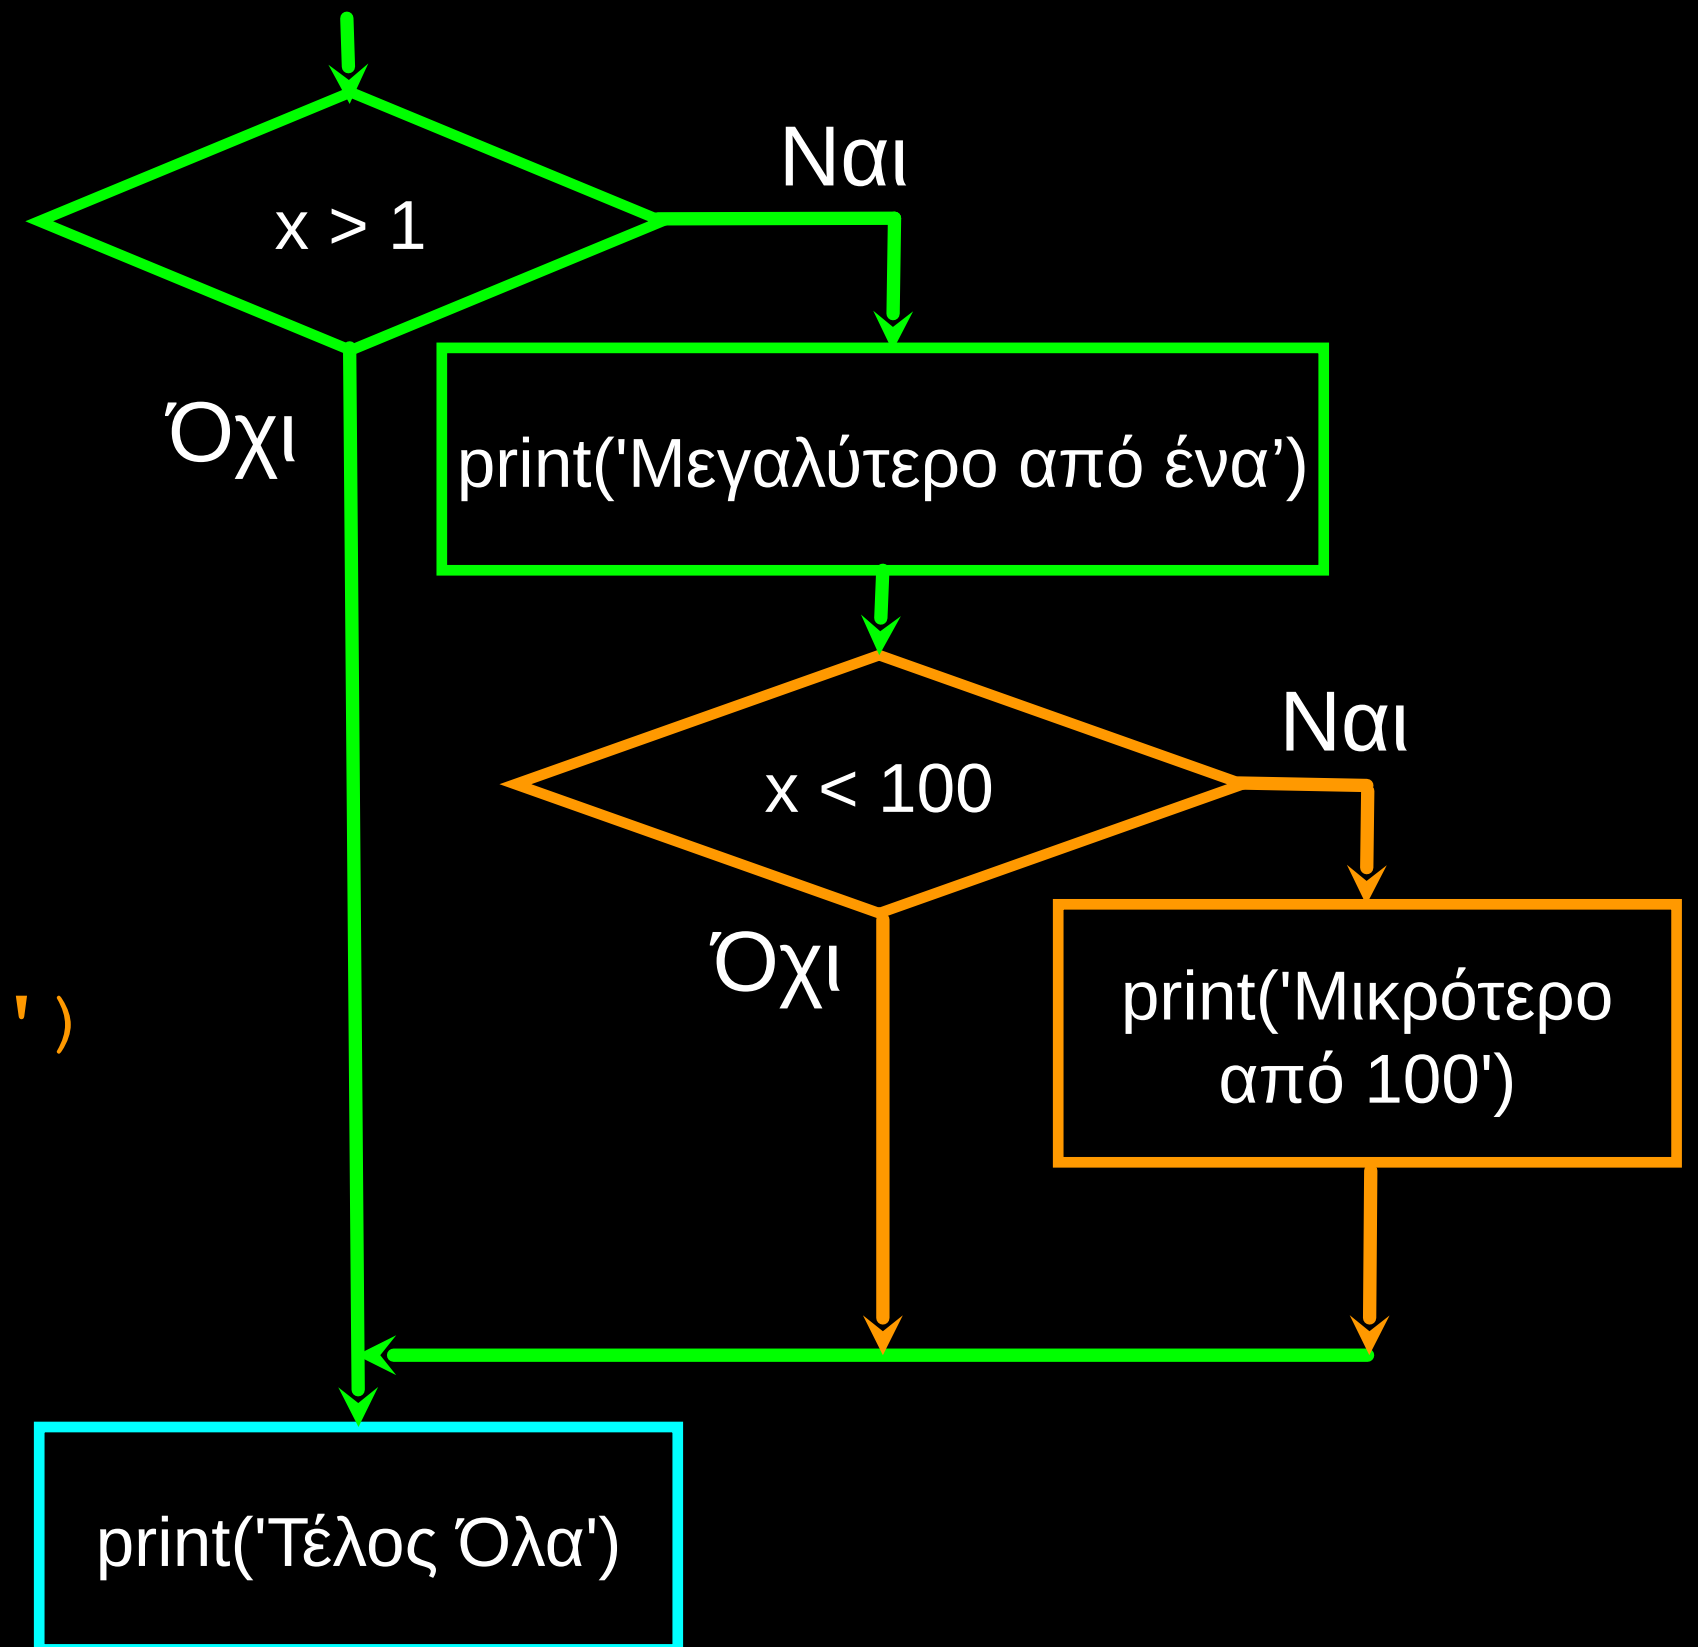 Ναι
x > 1
Όχι
print('Μεγαλύτερο από ένα’)
Ναι
x < 100
Όχι
print('Μικρότερο
από 100')
')
print('Τέλος Όλα')